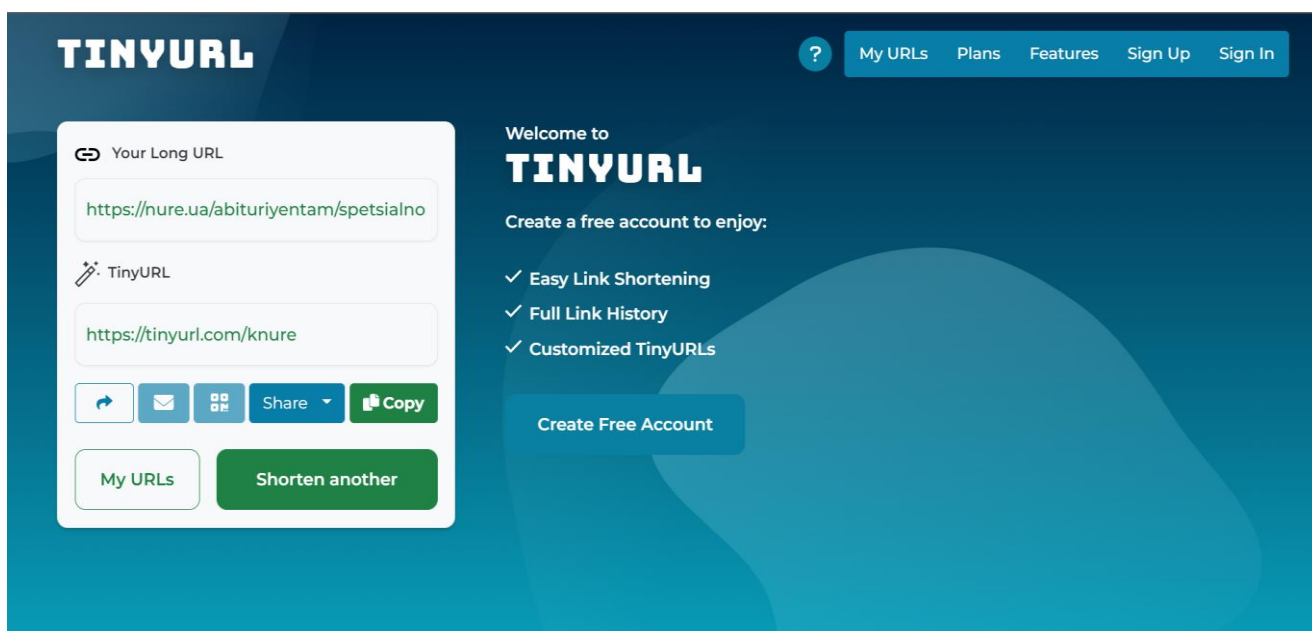 TINYURL
?
My URLs Plans Features Sign Up Sign In
Your Long URL
https://nure.ua/abituriyentam/spetsialno
TinyURL
https://tinyurl.com/knure
Share Copy
My URLs Shorten another
Welcome to
TINYURL
Create a free account to enjoy:
Easy Link Shortening
Full Link History
Customized TinyURLs
Create Free Account